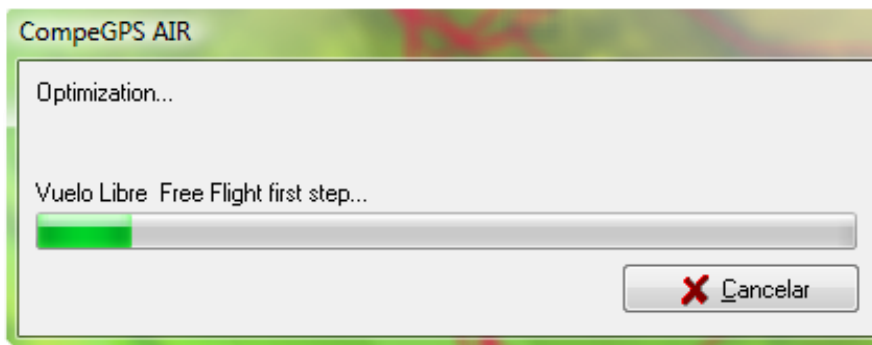 CompeGPS AIR
Optimization...
Vuelo Libre  Free Flight first step...
Cancelar